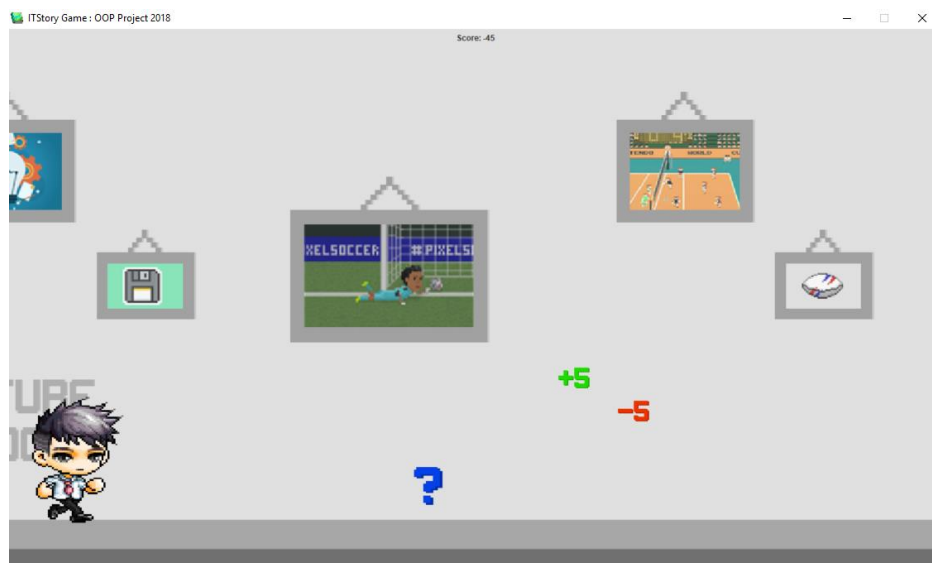 ITStory Game : OOP Project 2018
Score: -45
XELSOCCER
#PIXELS
+5
-5
?